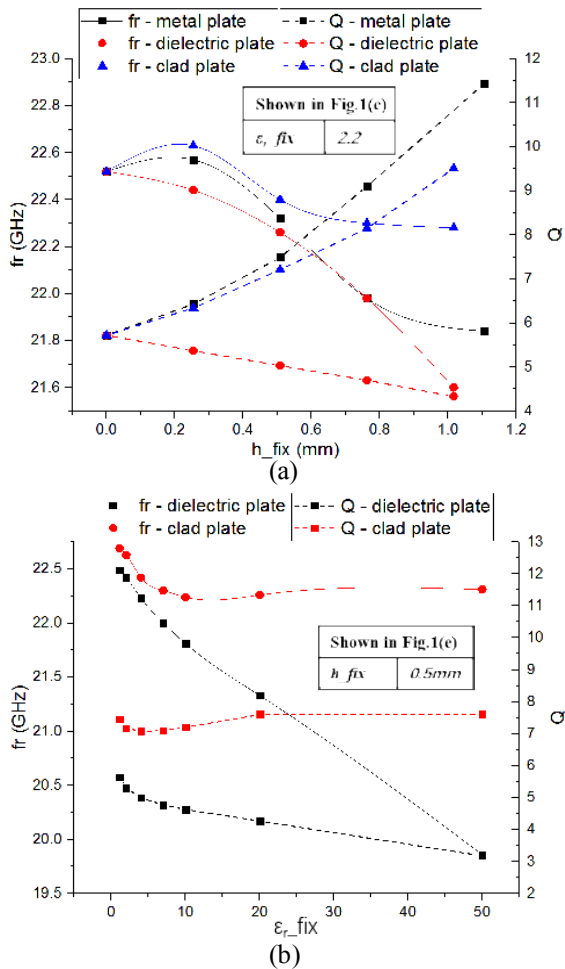 fr - metal plate Q - metal plate
fr - dielectric plate Q - dielectric plate
fr - clad plate Q - clad plate
23.0
22.8
22.6
22.4
22.2
22.0
21.8
21.6
fr (GHz)
Shown in Fig.1(e)
εr_fix 2.2
12
11
10
9
8
7
6
5
4
Q
0.0 0.2 0.4 0.6 0.8 1.0 1.2
h_fix (mm)
(a)
fr - dielectric plate Q - dielectric plate
fr - clad plate Q - clad plate
22.5
22.0
21.5
21.0
20.5
20.0
19.5
fr (GHz)
Shown in Fig.1(e)
h_fix 0.5mm
13
12
11
10
9
8
7
6
5
4
3
2
Q
0 10 20 30 40 50
εr_fix
(b)